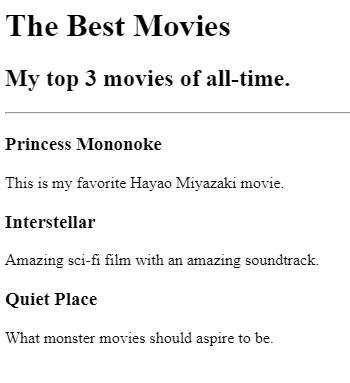 The Best Movies
My top 3 movies of all-time.
Princess Mononoke
This is my favorite Hayao Miyazaki movie.
Interstellar
Amazing sci-fi film with an amazing soundtrack.
Quiet Place
What monster movies should aspire to be.